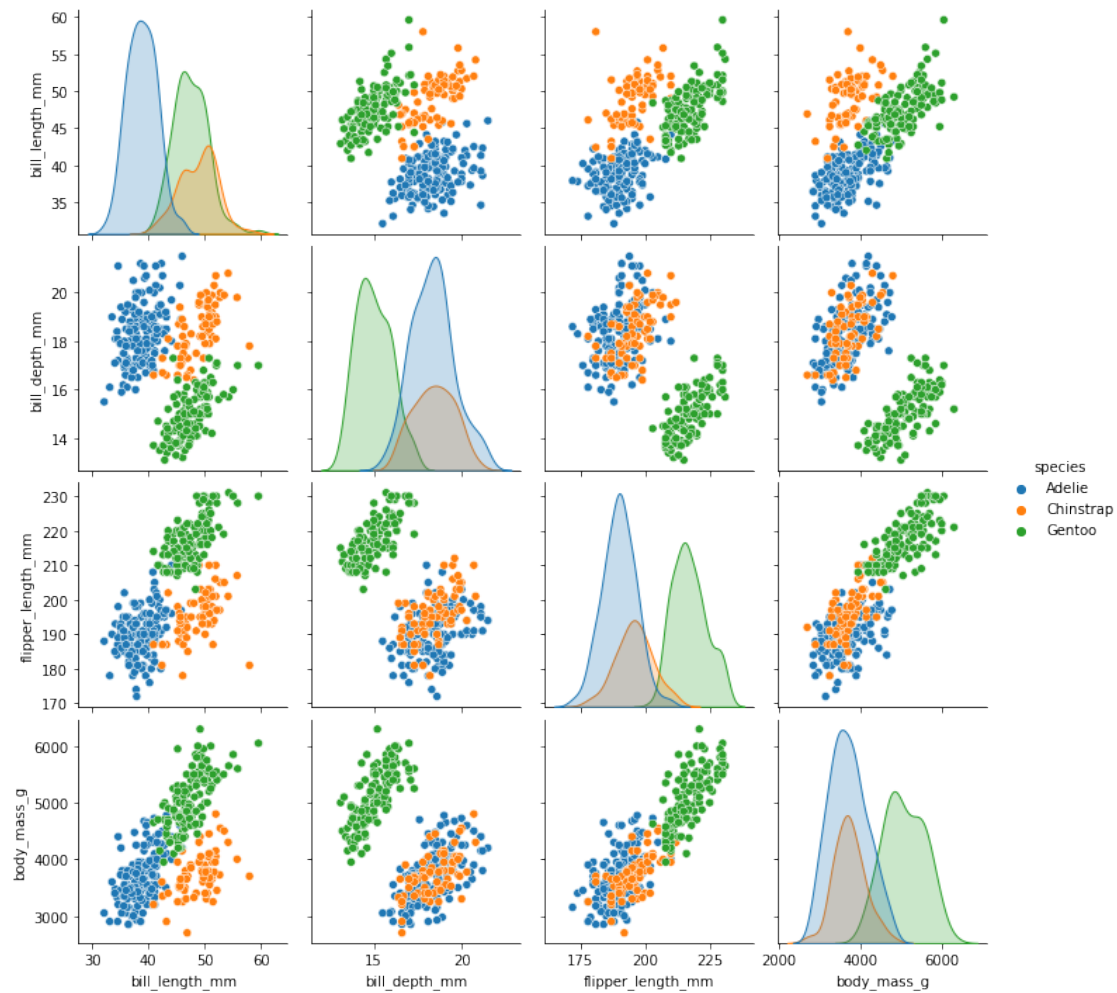 60
55
50
45
40
35
bill_length_mm
20
18
16
14
bill_depth_mm
species
Adelie
Chinstrap
Gentoo
230
220
210
200
190
180
170
flipper_length_mm
6000
5000
4000
3000
body_mass_g
30 40 50 60
15 20
175 200 225
2000 4000 6000
bill_length_mm
bill_depth_mm
flipper_length_mm
body_mass_g